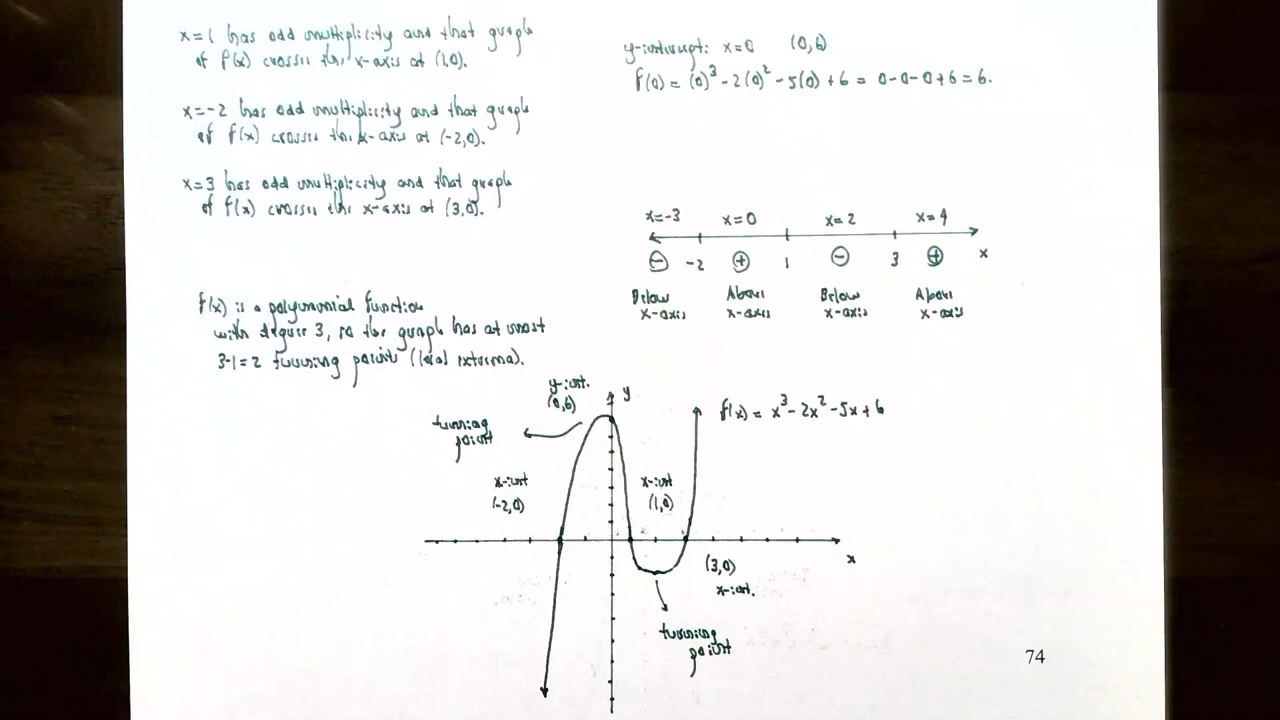 x=1 has odd multiplicity and that graph
of f(x) crosses the x-axis at (1,0).
x=-2 has odd multiplicity and that graph
of f(x) crosses the x-axis at (-2,0).
x=3 has odd multiplicity and that graph
of f(x) crosses the x-axis at (3,0).
y-intercept: x=0 (0,6)
f(0) = (0)³ - 2(0)² - 5(0) + 6 = 0-0-0+6 = 6.
x=-3 x=0 x=2 x=4
⊖ -2 ⊕ 1 ⊖ 3 ⊕ x
Below Above Below Above
x-axis x-axis x-axis x-axis
f(x) is a polynomial function
with degree 3, so the graph has at most
3-1=2 turning points (local extrema).
y-int.
(0,6)
y
f(x) = x³ - 2x² - 5x + 6
turning
point
x-int
(-2,0)
x-int
(1,0)
x
(3,0)
x-int.
turning
point
74